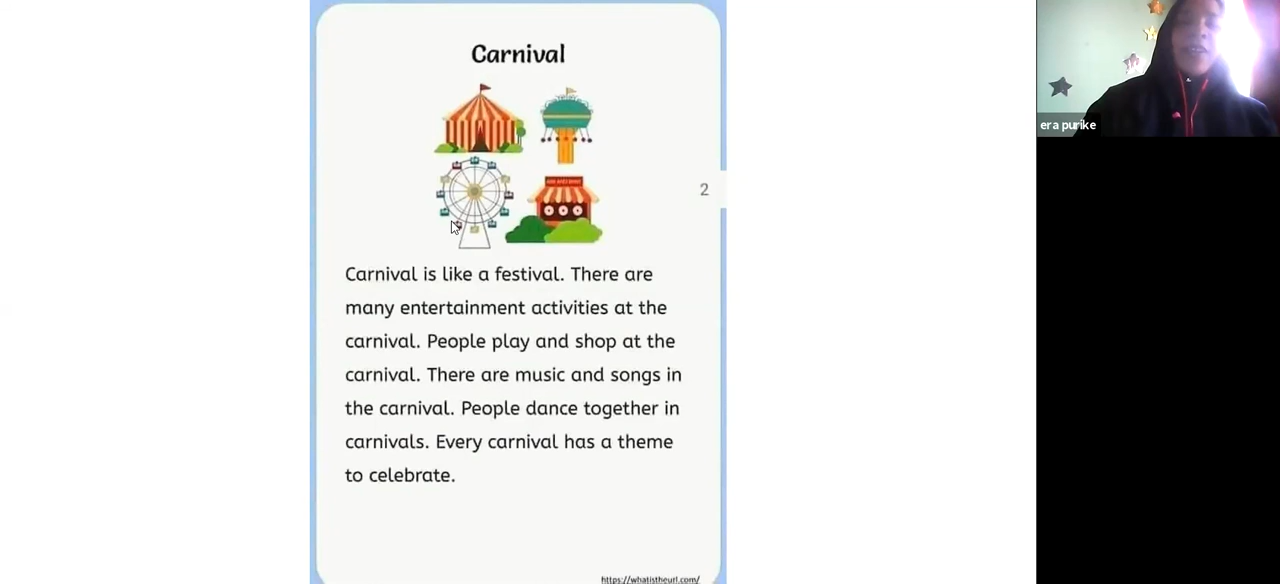 Carnival
2
Carnival is like a festival. There are
many entertainment activities at the
carnival. People play and shop at the
carnival. There are music and songs in
the carnival. People dance together in
carnivals. Every carnival has a theme
to celebrate.
https://whatistheurl.com/
era purike